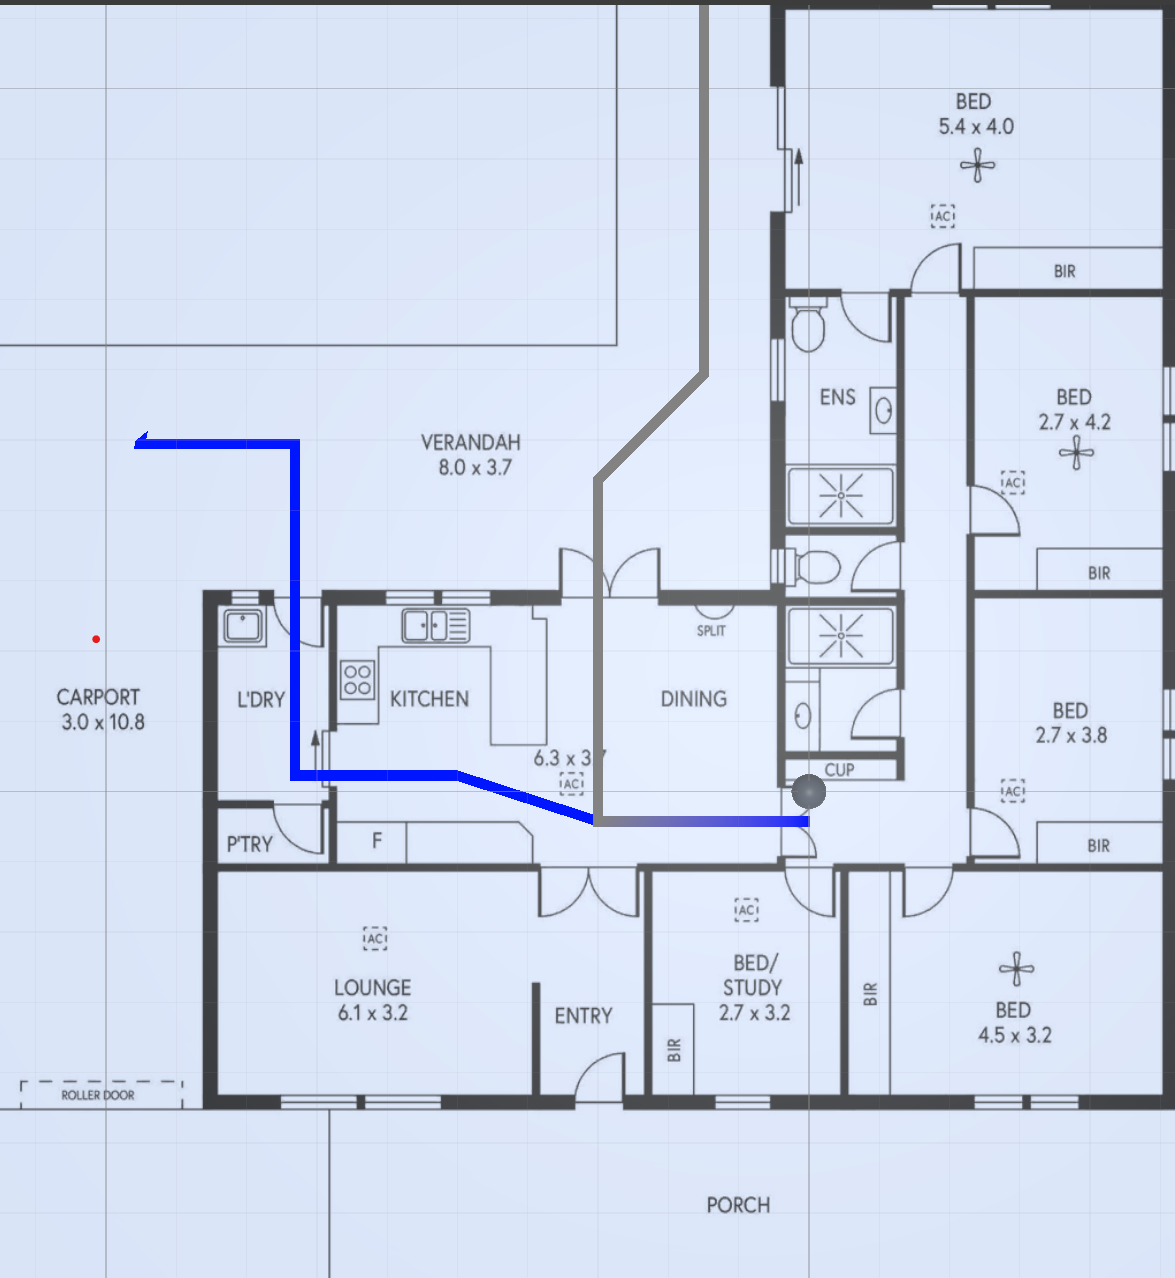 BED
5.4 x 4.0
AC
BIR
ENS
BED
2.7 x 4.2
AC
BIR
VERANDAH
8.0 x 3.7
SPLIT
CARPORT
3.0 x 10.8
L'DRY
KITCHEN
DINING
6.3 x 3.7
AC
BED
2.7 x 3.8
CUP
AC
BIR
P'TRY
F
AC
LOUNGE
6.1 x 3.2
ENTRY
AC
BED/
STUDY
2.7 x 3.2
BIR
BIR
BED
4.5 x 3.2
ROLLER DOOR
PORCH